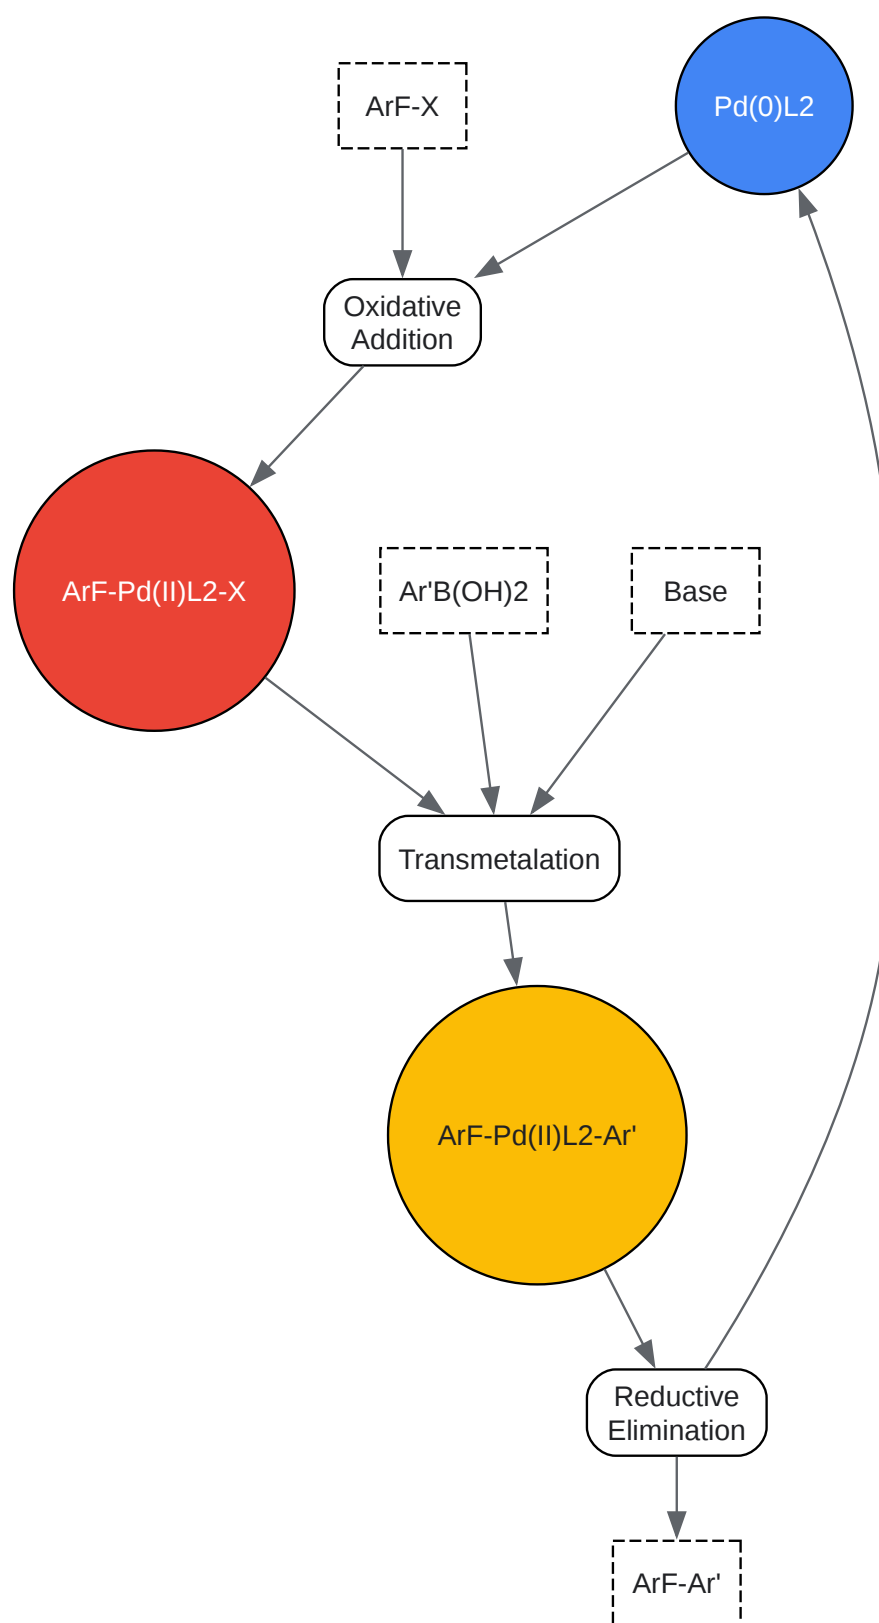 ArF-X
Pd(0)L2
Oxidative
Addition
ArF-Pd(II)L2-X
Ar'B(OH)2
Base
Transmetalation
ArF-Pd(II)L2-Ar'
Reductive
Elimination
ArF-Ar'